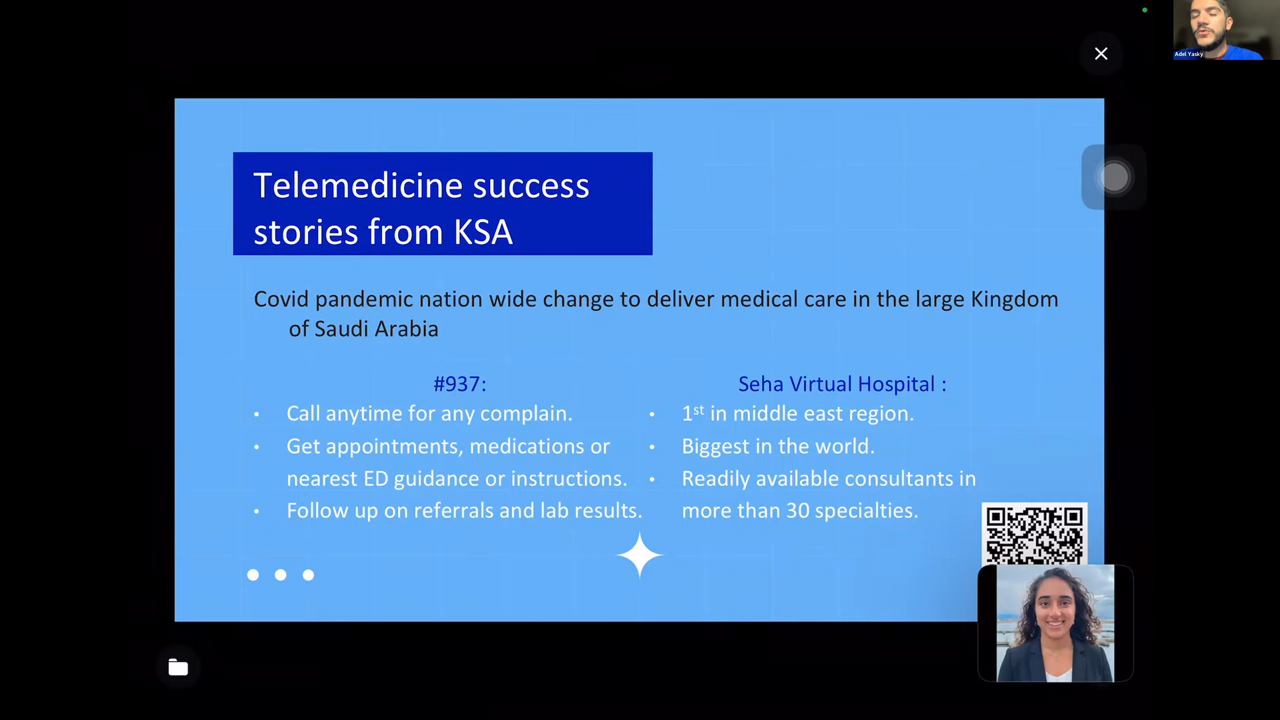 Adel Yasky
Telemedicine success
stories from KSA
Covid pandemic nation wide change to deliver medical care in the large Kingdom
of Saudi Arabia
#937:
• Call anytime for any complain.
• Get appointments, medications or
nearest ED guidance or instructions.
• Follow up on referrals and lab results.
Seha Virtual Hospital :
• 1st in middle east region.
• Biggest in the world.
• Readily available consultants in
more than 30 specialties.